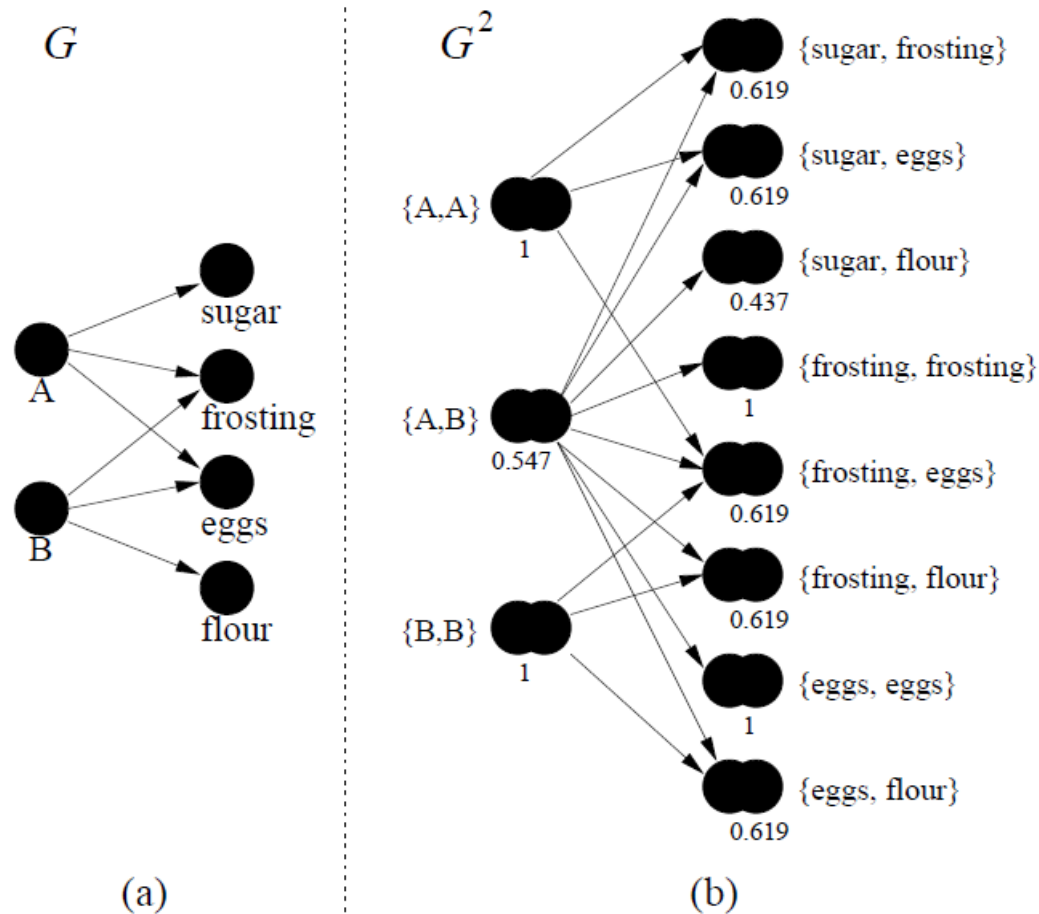 G
A
B
sugar
frosting
eggs
flour
(a)
G²
{A,A}
1
{A,B}
0.547
{B,B}
1
{sugar, frosting}
0.619
{sugar, eggs}
0.619
{sugar, flour}
0.437
{frosting, frosting}
1
{frosting, eggs}
0.619
{frosting, flour}
0.619
{eggs, eggs}
1
{eggs, flour}
0.619
(b)